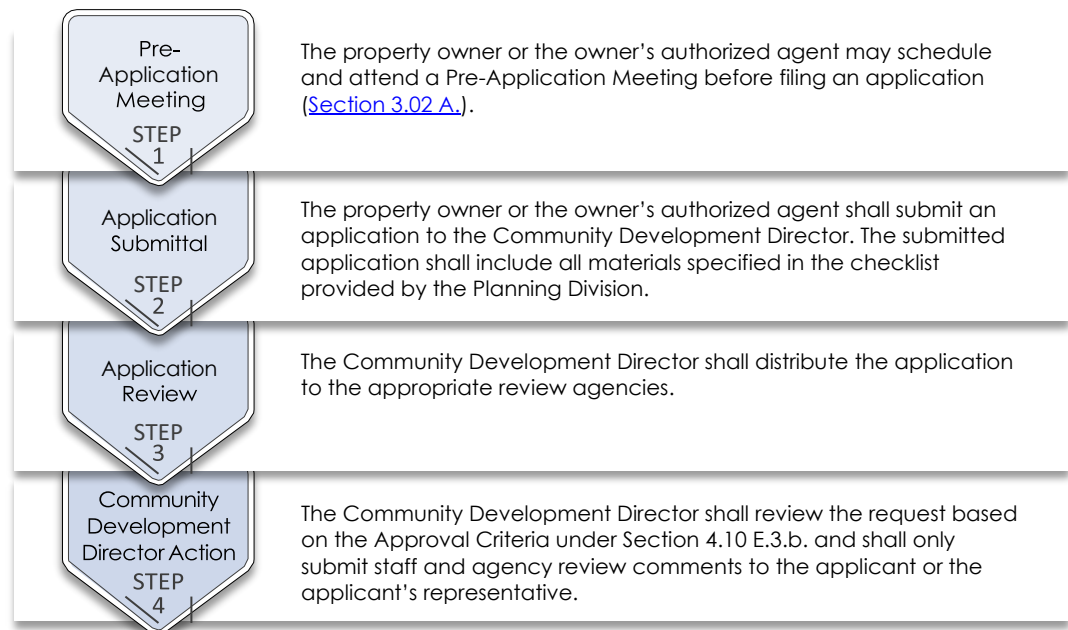 Pre-
Application
Meeting
STEP
1
The property owner or the owner's authorized agent may schedule
and attend a Pre-Application Meeting before filing an application
(Section 3.02 A.).
Application
Submittal
STEP
2
The property owner or the owner's authorized agent shall submit an
application to the Community Development Director. The submitted
application shall include all materials specified in the checklist
provided by the Planning Division.
Application
Review
STEP
3
The Community Development Director shall distribute the application
to the appropriate review agencies.
Community
Development
Director Action
STEP
4
The Community Development Director shall review the request based
on the Approval Criteria under Section 4.10 E.3.b. and shall only
submit staff and agency review comments to the applicant or the
applicant's representative.